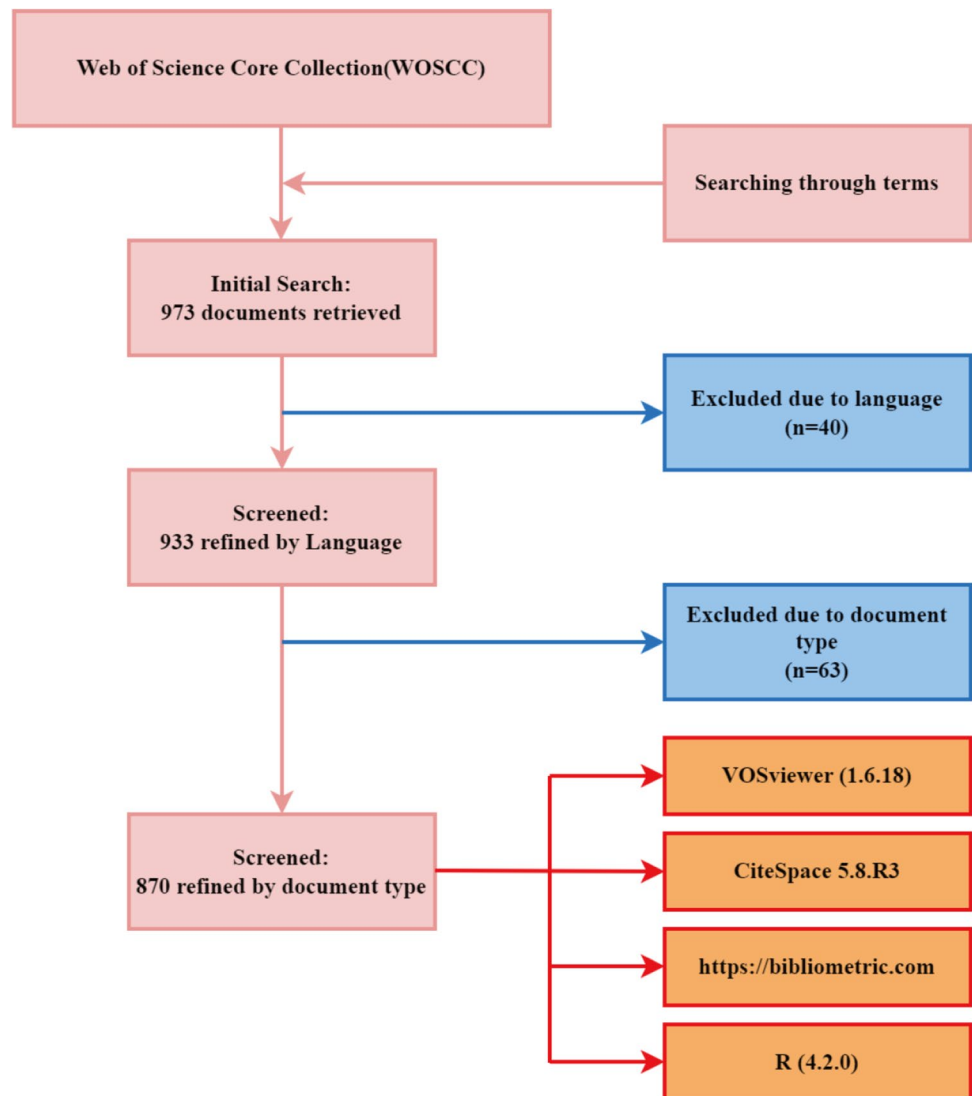 Web of Science Core Collection(WOSCC)
Searching through terms
Initial Search:
973 documents retrieved
Excluded due to language
(n=40)
Screened:
933 refined by Language
Excluded due to document
type
(n=63)
VOSviewer (1.6.18)
Screened:
870 refined by document type
CiteSpace 5.8.R3
https://bibliometric.com
R (4.2.0)